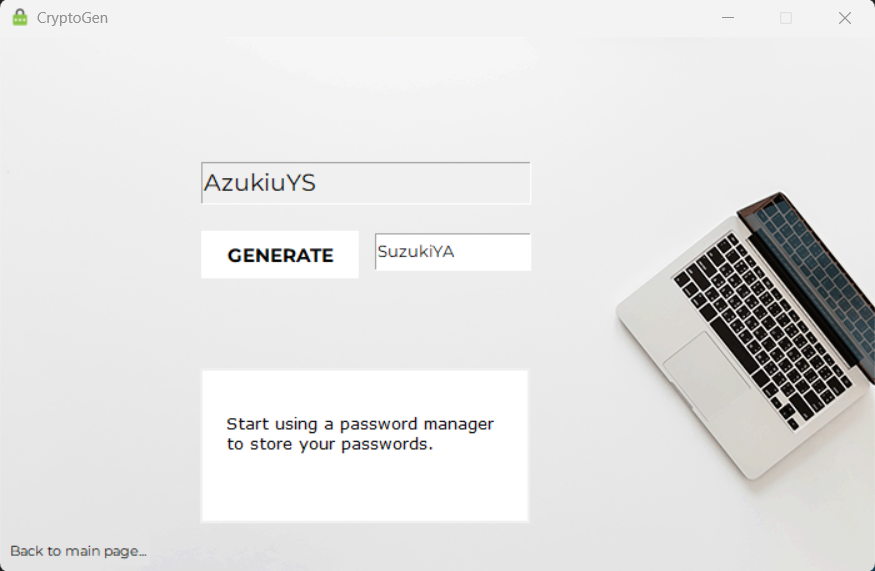 CryptoGen
AzukiuYS
GENERATE
SuzukiYA
Start using a password manager
to store your passwords.
Back to main page...